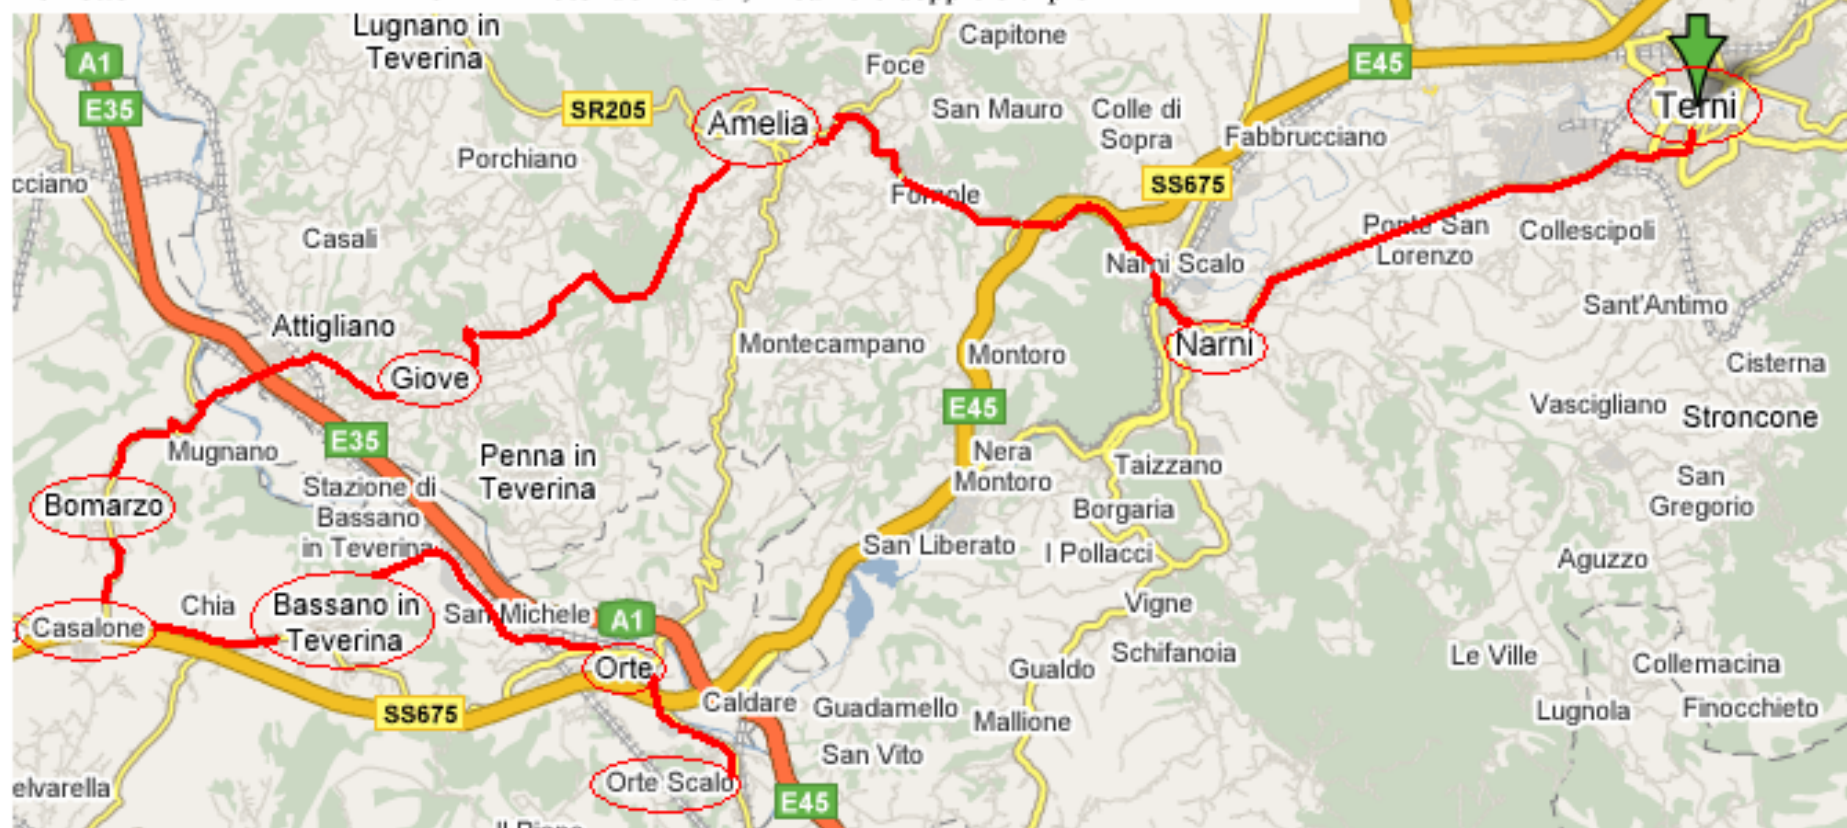 Lugnano in
Teverina
Capitone
A1
E45
Foce
E35
SR205
Amelia
San Mauro
Colle di
Sopra
Terni
Fabbrucciano
Porchiano
cciano
SS675
Casali
Ponte San
Lorenzo
Collescipoli
Narni Scalo
Sant'Antimo
Attigliano
Montecampano
Montoro
Narni
Cisterna
Giove
E45
Vascigliano
Stroncone
E35
Mugnano
Penna in
Teverina
Nera
Montoro
Taizzano
San
Gregorio
Stazione di
Bassano
in Teverina
Bomarzo
Borgaria
San Liberato
I Pollacci
Aguzzo
Chia
Bassano in
Teverina
San Michele
A1
Vigne
Casalone
Schifanoia
Le Ville
Orte
Gualdo
Collemacina
SS675
Caldare
Guadamello
Mallione
Lugnola
Finocchieto
San Vito
elvarella
Orte Scalo
E45